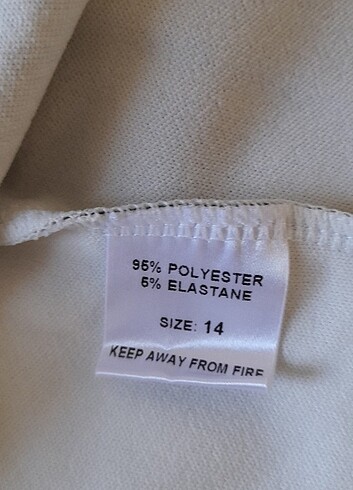 95% POLYESTER
5% ELASTANE
SIZE: 14
KEEP AWAY FROM FIRE